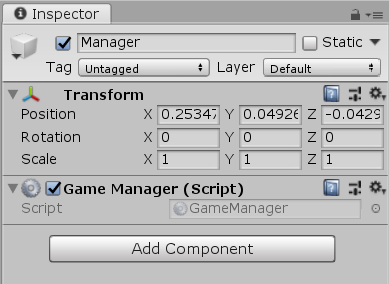 Inspector
Manager Static
Tag Untagged Layer Default
Transform
Position X 0.25347 Y 0.04926 Z -0.0429
Rotation X 0 Y 0 Z 0
Scale X 1 Y 1 Z 1
Game Manager (Script)
Script GameManager
Add Component